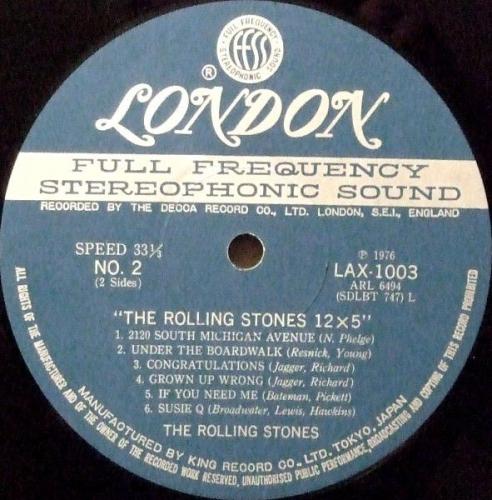 FULL FREQUENCY
FFSS
STEREOPHONIC SOUND
®
LONDON
FULL FREQUENCY
STEREOPHONIC SOUND
RECORDED BY THE DECCA RECORD CO., LTD. LONDON, S.E.I., ENGLAND
SPEED 33⅓
NO. 2
(2 Sides)
Ⓟ 1976
LAX-1003
ARL 6494
(SDLBT 747) L
"THE ROLLING STONES 12×5"
1. 2120 SOUTH MICHIGAN AVENUE (N. Phelge)
2. UNDER THE BOARDWALK (Resnick, Young)
3. CONGRATULATIONS (Jagger, Richard)
4. GROWN UP WRONG (Jagger, Richard)
5. IF YOU NEED ME (Bateman, Pickett)
6. SUSIE Q (Broadwater, Lewis, Hawkins)
THE ROLLING STONES
MANUFACTURED BY KING RECORD CO., LTD. TOKYO, JAPAN
ALL RIGHTS OF THE MANUFACTURER AND OF THE OWNER OF THE RECORDED WORK RESERVED, UNAUTHORISED PUBLIC PERFORMANCE, BROADCASTING AND COPYING OF THIS RECORD PROHIBITED